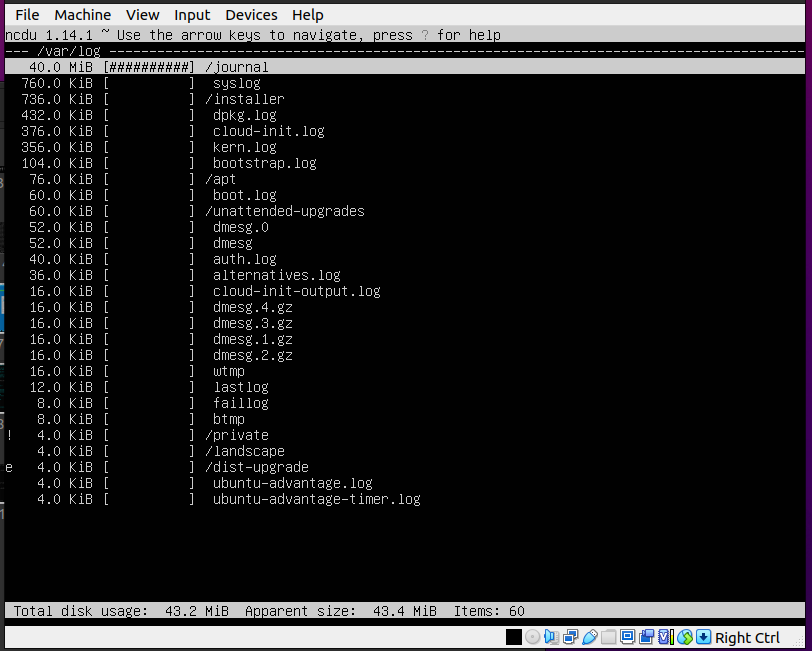 File Machine View Input Devices Help
ncdu 1.14.1 ~ Use the arrow keys to navigate, press ? for help
--- /var/log ---------------------------------------------------------------------------------------
   40.0 MiB [##########] /journal
  760.0 KiB [          ]  syslog
  736.0 KiB [          ] /installer
  432.0 KiB [          ]  dpkg.log
  376.0 KiB [          ]  cloud-init.log
  356.0 KiB [          ]  kern.log
  104.0 KiB [          ]  bootstrap.log
   76.0 KiB [          ] /apt
   60.0 KiB [          ]  boot.log
   60.0 KiB [          ] /unattended-upgrades
   52.0 KiB [          ]  dmesg.0
   52.0 KiB [          ]  dmesg
   40.0 KiB [          ]  auth.log
   36.0 KiB [          ]  alternatives.log
   16.0 KiB [          ]  cloud-init-output.log
   16.0 KiB [          ]  dmesg.4.gz
   16.0 KiB [          ]  dmesg.3.gz
   16.0 KiB [          ]  dmesg.1.gz
   16.0 KiB [          ]  dmesg.2.gz
   16.0 KiB [          ]  wtmp
   12.0 KiB [          ]  lastlog
    8.0 KiB [          ]  faillog
    8.0 KiB [          ]  btmp
!   4.0 KiB [          ] /private
    4.0 KiB [          ] /landscape
e   4.0 KiB [          ] /dist-upgrade
    4.0 KiB [          ]  ubuntu-advantage.log
    4.0 KiB [          ]  ubuntu-advantage-timer.log
Total disk usage:  43.2 MiB  Apparent size:  43.4 MiB  Items: 60
Right Ctrl